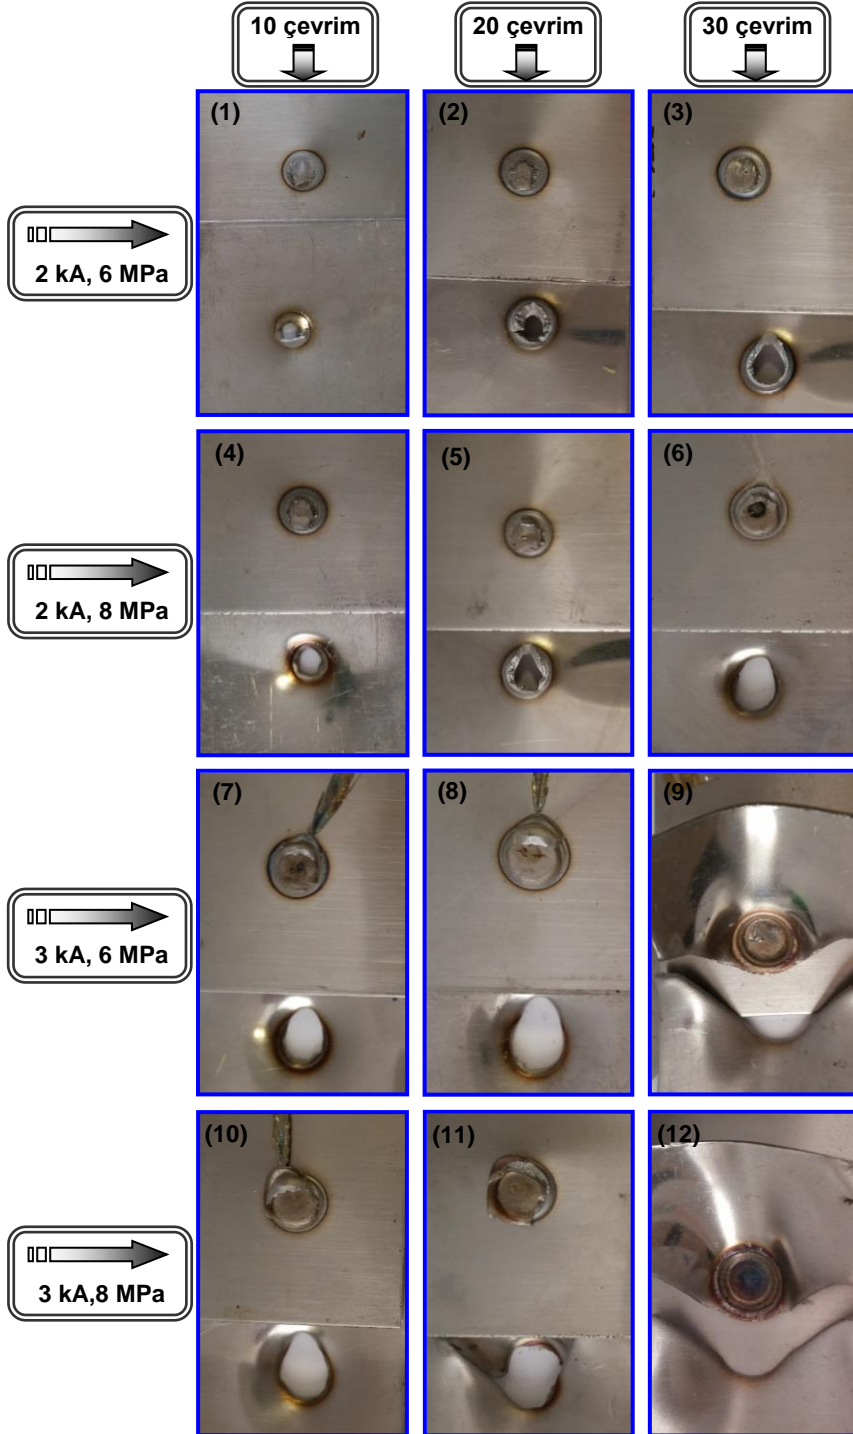 10 çevrim
20 çevrim
30 çevrim
(1)
(2)
(3)
2 kA, 6 MPa
(4)
(5)
(6)
2 kA, 8 MPa
(7)
(8)
(9)
3 kA, 6 MPa
(10)
(11)
(12)
3 kA,8 MPa